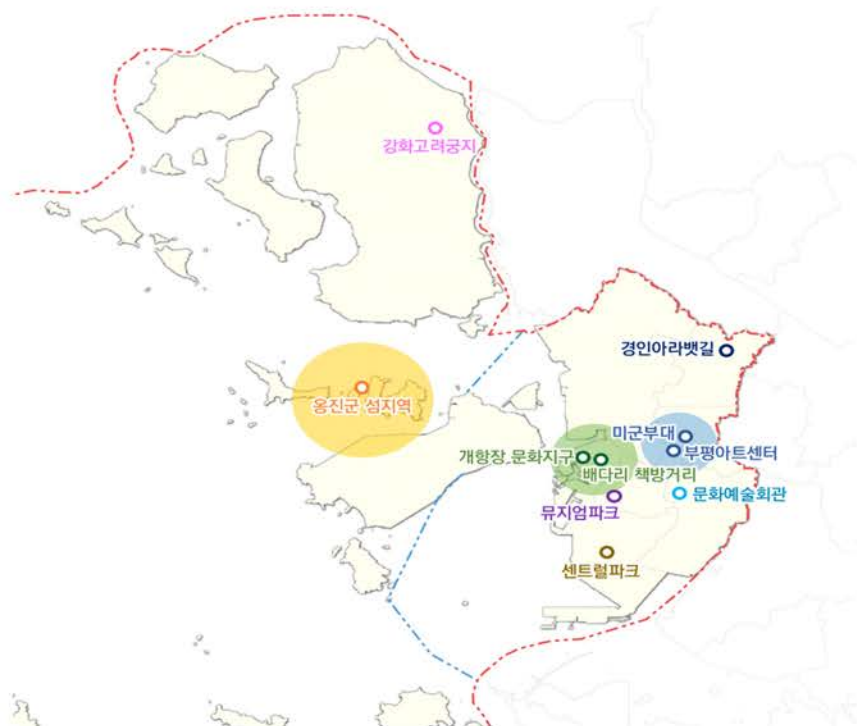 강화고려궁지
경인아라뱃길
옹진군 섬지역
미군부대
부평아트센터
개항장 문화지구
배다리 책방거리
문화예술회관
뮤지엄파크
센트럴파크